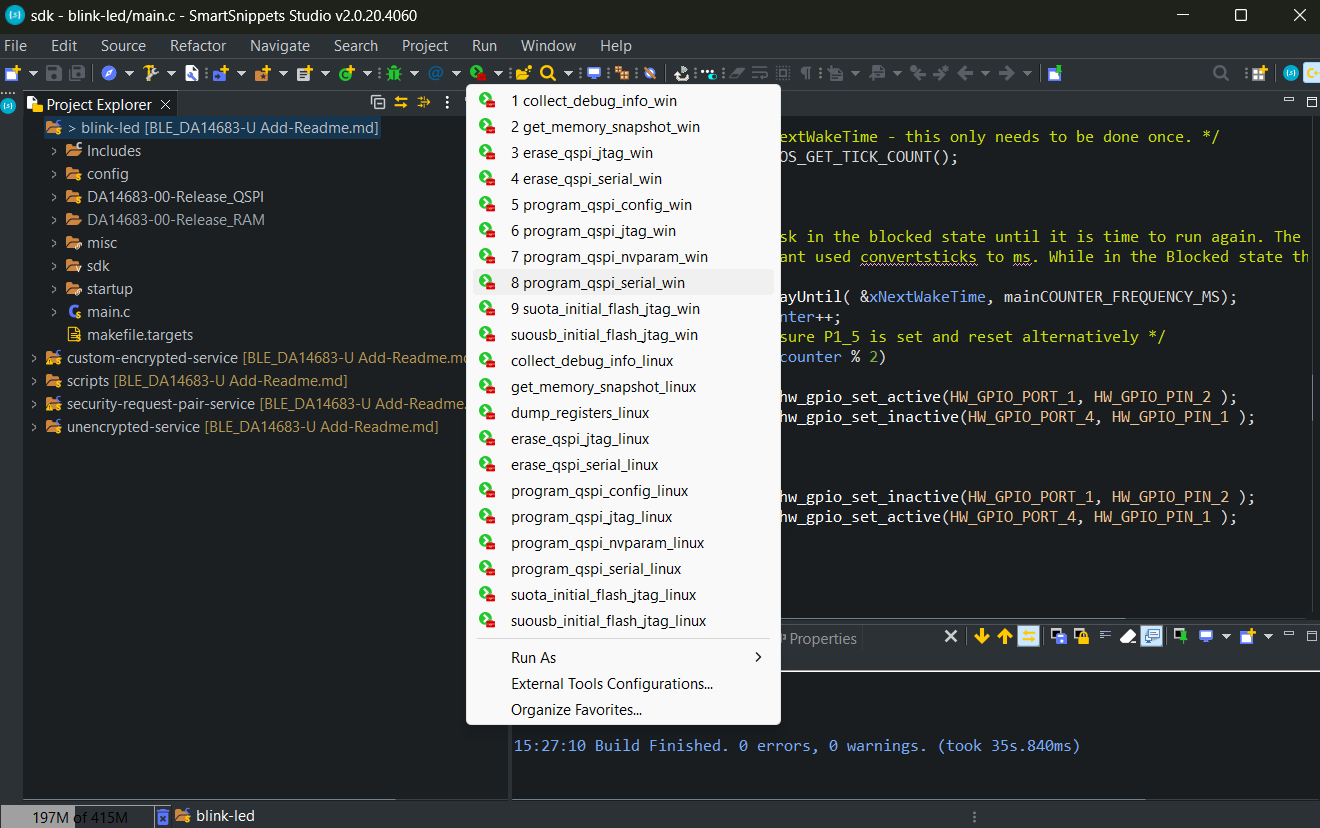 sdk - blink-led/main.c - SmartSnippets Studio v2.0.20.4060
File Edit Source Refactor Navigate Search Project Run Window Help
Project Explorer
> blink-led [BLE_DA14683-U Add-Readme.md]
Includes
config
DA14683-00-Release_QSPI
DA14683-00-Release_RAM
misc
sdk
startup
main.c
makefile.targets
custom-encrypted-service [BLE_DA14683-U Add-Readme.md
scripts [BLE_DA14683-U Add-Readme.md]
security-request-pair-service [BLE_DA14683-U Add-Readme.
unencrypted-service [BLE_DA14683-U Add-Readme.md]
1 collect_debug_info_win
2 get_memory_snapshot_win
3 erase_qspi_jtag_win
4 erase_qspi_serial_win
5 program_qspi_config_win
6 program_qspi_jtag_win
7 program_qspi_nvparam_win
8 program_qspi_serial_win
9 suota_initial_flash_jtag_win
suousb_initial_flash_jtag_win
collect_debug_info_linux
get_memory_snapshot_linux
dump_registers_linux
erase_qspi_jtag_linux
erase_qspi_serial_linux
program_qspi_config_linux
program_qspi_jtag_linux
program_qspi_nvparam_linux
program_qspi_serial_linux
suota_initial_flash_jtag_linux
suousb_initial_flash_jtag_linux
Run As
External Tools Configurations...
Organize Favorites...
extWakeTime - this only needs to be done once. */
OS_GET_TICK_COUNT();
sk in the blocked state until it is time to run again. The
ant used convertsticks to ms. While in the Blocked state th
ayUntil( &xNextWakeTime, mainCOUNTER_FREQUENCY_MS);
nter++;
sure P1_5 is set and reset alternatively */
counter % 2)
hw_gpio_set_active(HW_GPIO_PORT_1, HW_GPIO_PIN_2 );
hw_gpio_set_inactive(HW_GPIO_PORT_4, HW_GPIO_PIN_1 );
hw_gpio_set_inactive(HW_GPIO_PORT_1, HW_GPIO_PIN_2 );
hw_gpio_set_active(HW_GPIO_PORT_4, HW_GPIO_PIN_1 );
Properties
15:27:10 Build Finished. 0 errors, 0 warnings. (took 35s.840ms)
197M of 415M
blink-led